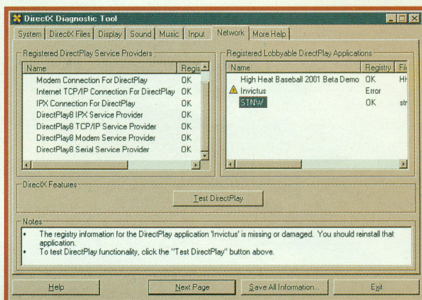 DirectX Diagnostic Tool
System DirectX Files Display Sound Music Input Network More Help
Registered DirectPlay Service Providers
Name Regis
Modem Connection For DirectPlay OK
Internet TCP/IP Connection For DirectPlay OK
IPX Connection For DirectPlay OK
DirectPlay8 IPX Service Provider OK
DirectPlay8 TCP/IP Service Provider OK
DirectPlay8 Modem Service Provider OK
DirectPlay8 Serial Service Provider OK
Registered Lobbyable DirectPlay Applications
Name Registry Fil
High Heat Baseball 2001 Beta Demo OK HH
Invictus Error
STNW OK str
DirectX Features
Test DirectPlay
Notes
• The registry information for the DirectPlay application 'Invictus' is missing or damaged. You should reinstall that
application.
• To test DirectPlay functionality, click the "Test DirectPlay" button above.
Help Next Page Save All Information... Exit